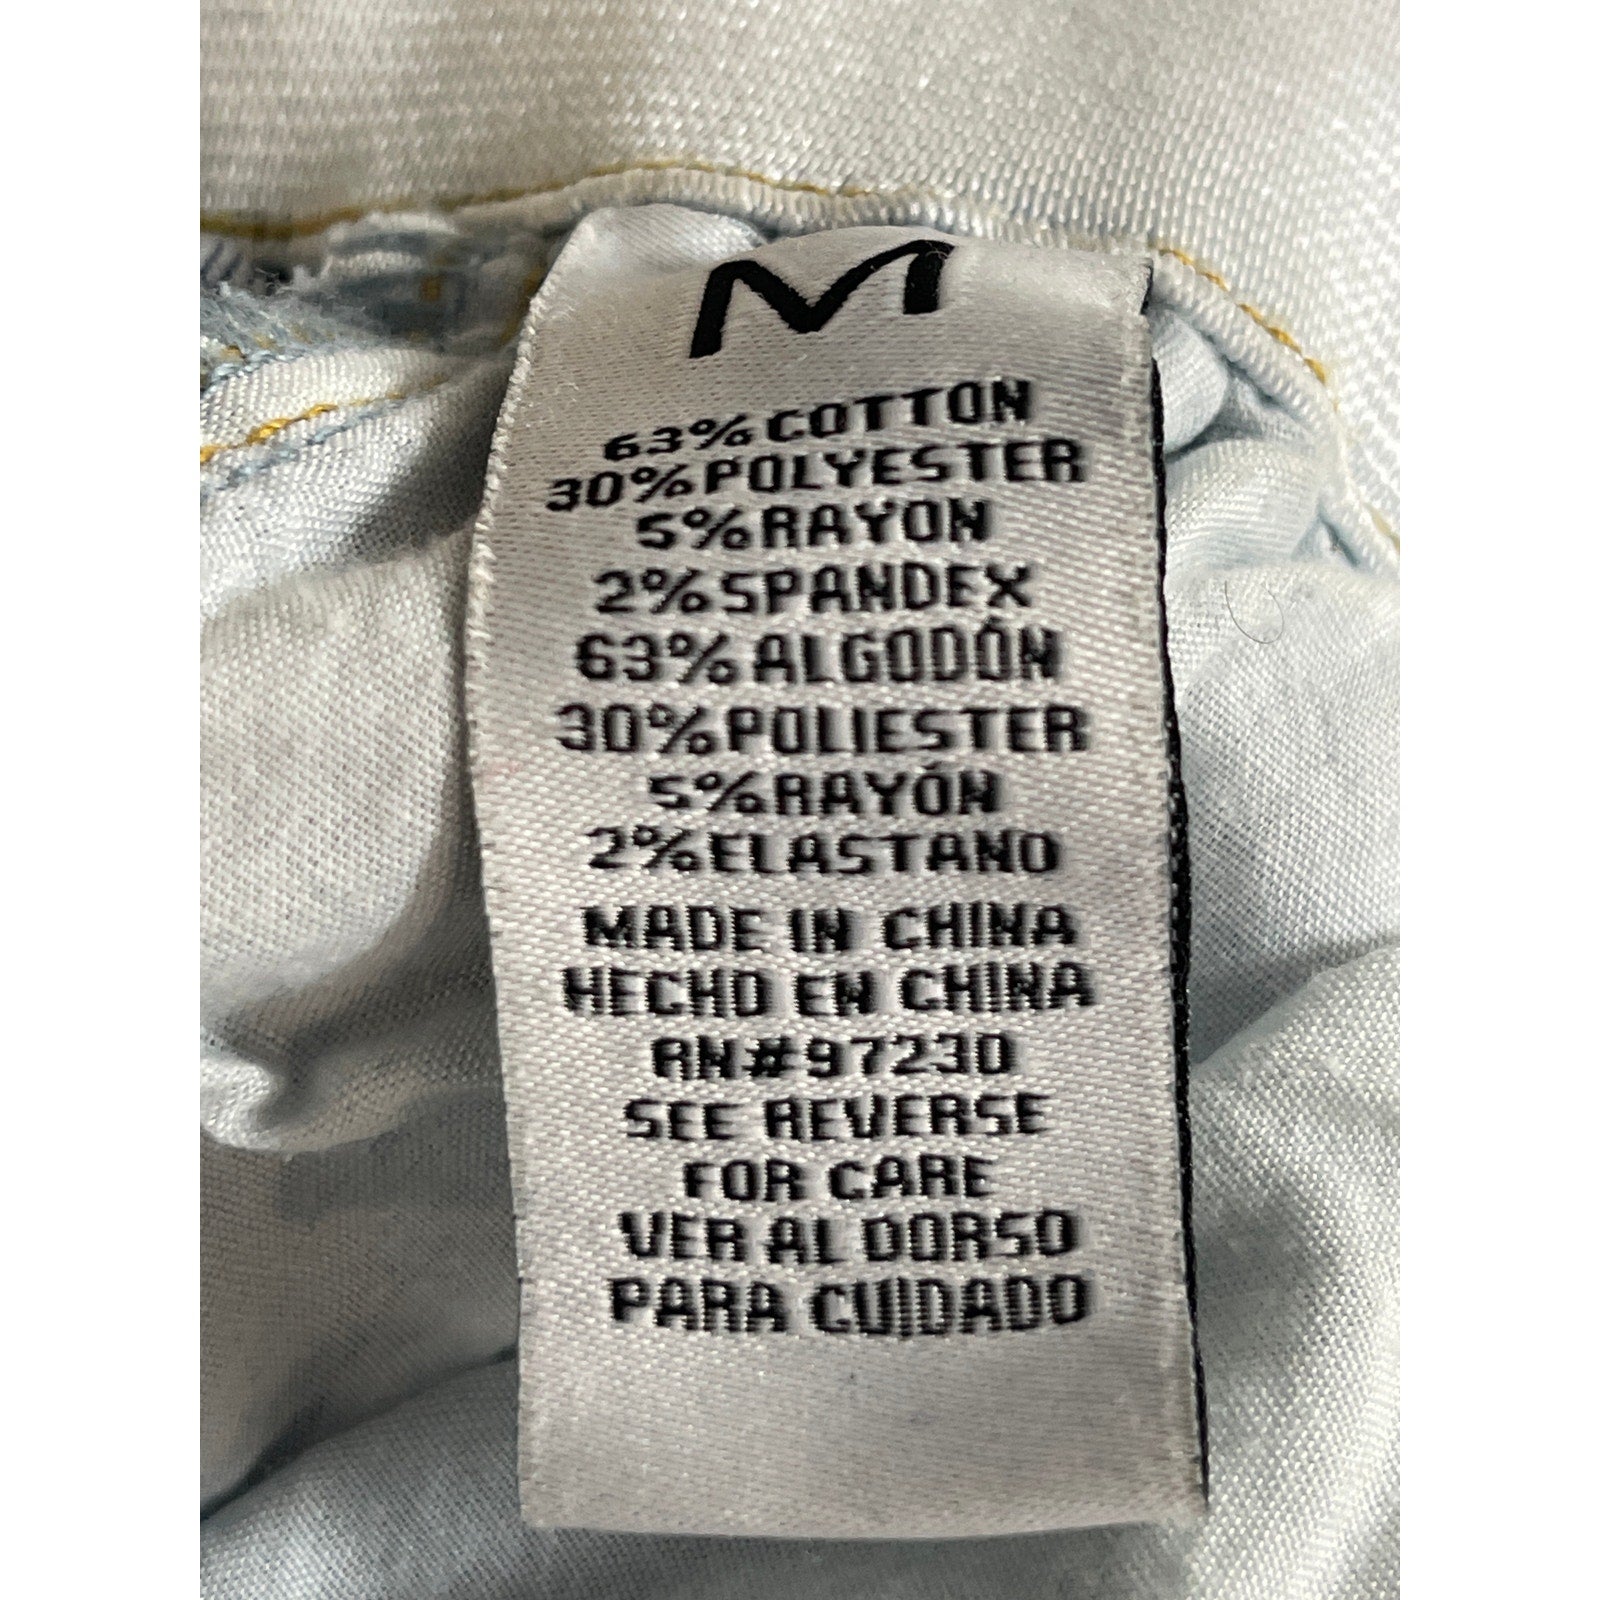 M
63% COTTON
30% POLYESTER
5% RAYON
2% SPANDEX
63% ALGODÓN
30% POLIESTER
5% RAYÓN
2% ELASTANO
MADE IN CHINA
HECHO EN CHINA
RN#97230
SEE REVERSE
FOR CARE
VER AL DORSO
PARA CUIDADO